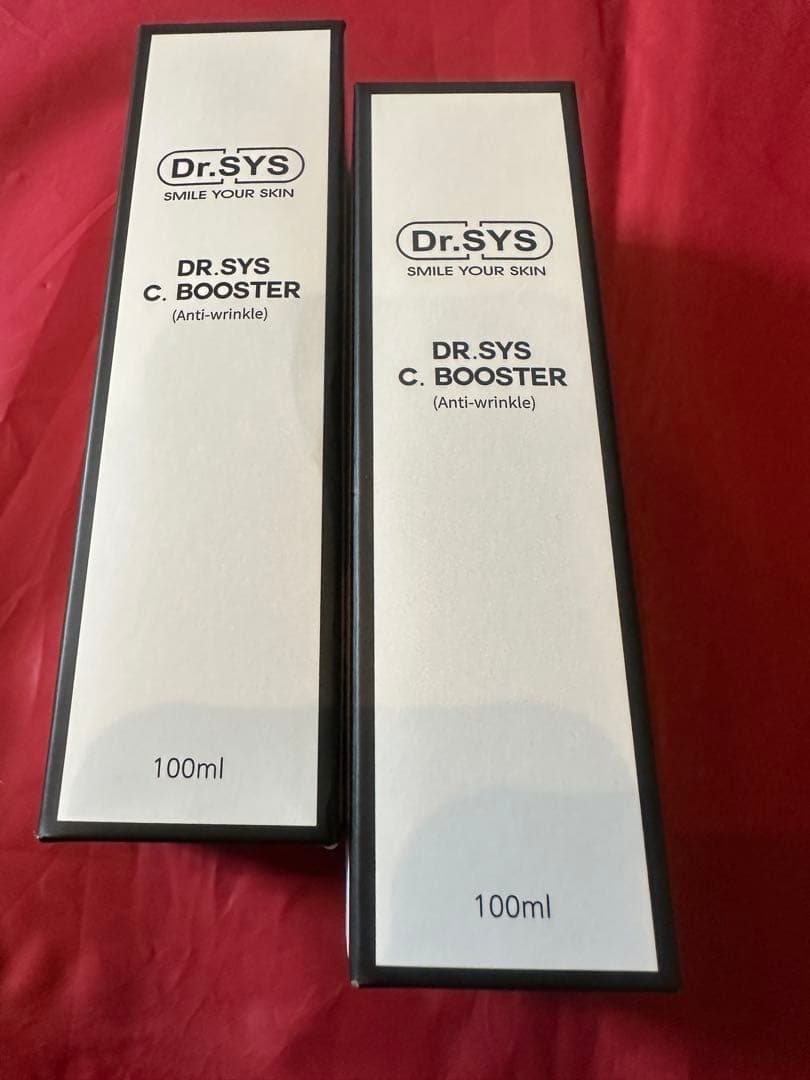 Dr.SYS
SMILE YOUR SKIN
DR.SYS
C. BOOSTER
(Anti-wrinkle)
100ml
Dr.SYS
SMILE YOUR SKIN
DR.SYS
C. BOOSTER
(Anti-wrinkle)
100ml